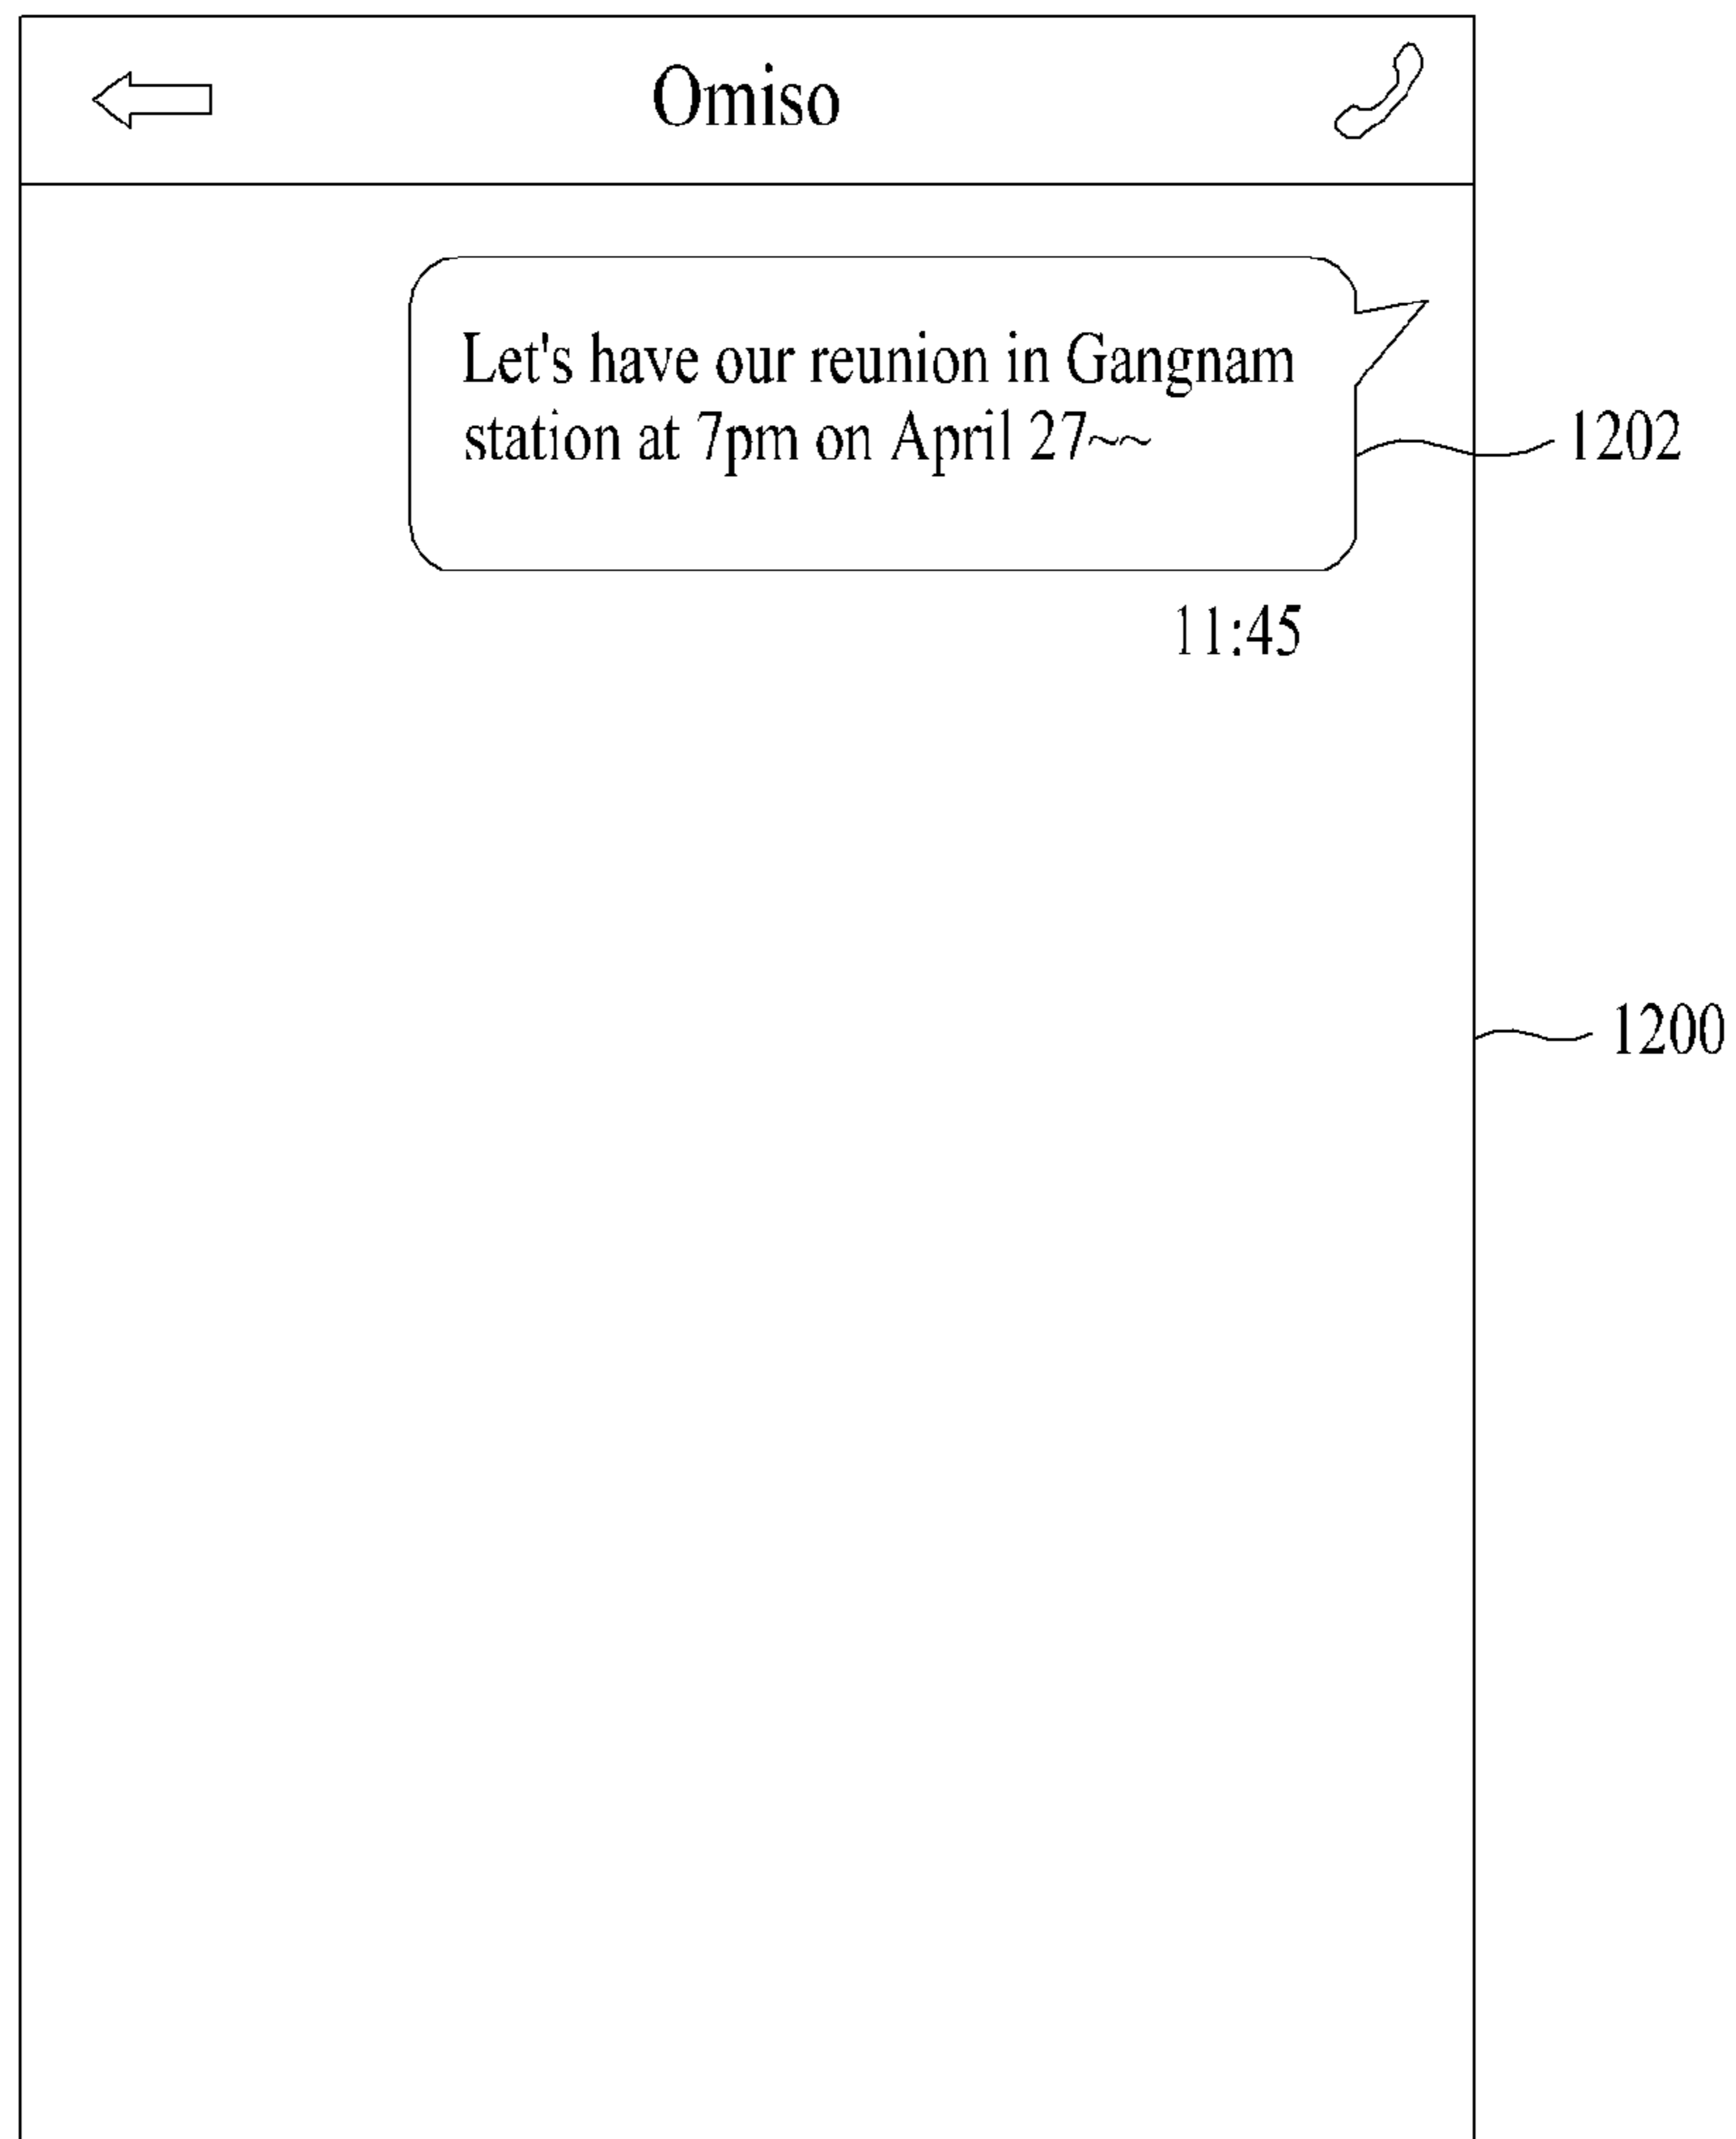 Omiso
Let's have our reunion in Gangnam
station at 7pm on April 27~~
1202
11:45
1200